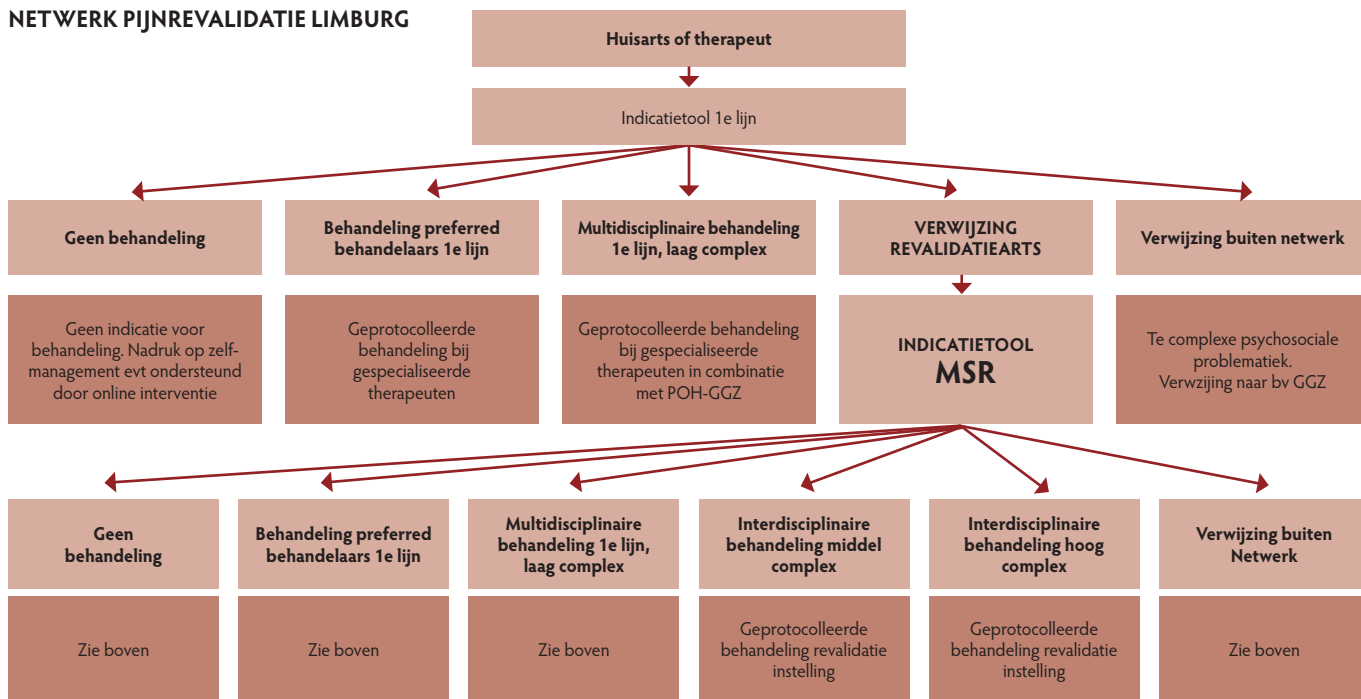 NETWERK PIJNREVALIDATIE LIMBURG
Huisarts of therapeut
Indicatietool 1e lijn
Geen behandeling
Behandeling preferred
behandelaars 1e lijn
Multidisciplinaire behandeling
1e lijn, laag complex
VERWIJZING
REVALIDATIEARTS
Verwijzing buiten netwerk
Geen indicatie voor
behandeling. Nadruk op zelf-
management evt ondersteund
door online interventie
Geprotocolleerde
behandeling bij
gespecialiseerde
therapeuten
Geprotocolleerde behandeling
bij gespecialiseerde
therapeuten in combinatie
met POH-GGZ
INDICATIETOOL
MSR
Te complexe psychosociale
problematiek.
Verwzijing naar bv GGZ
Geen
behandeling
Behandeling preferred
behandelaars 1e lijn
Multidisciplinaire
behandeling 1e lijn,
laag complex
Interdisciplinaire
behandeling middel
complex
Interdisciplinaire
behandeling hoog
complex
Verwijzing buiten
Netwerk
Zie boven
Zie boven
Zie boven
Geprotocolleerde
behandeling revalidatie
instelling
Geprotocolleerde
behandeling revalidatie
instelling
Zie boven